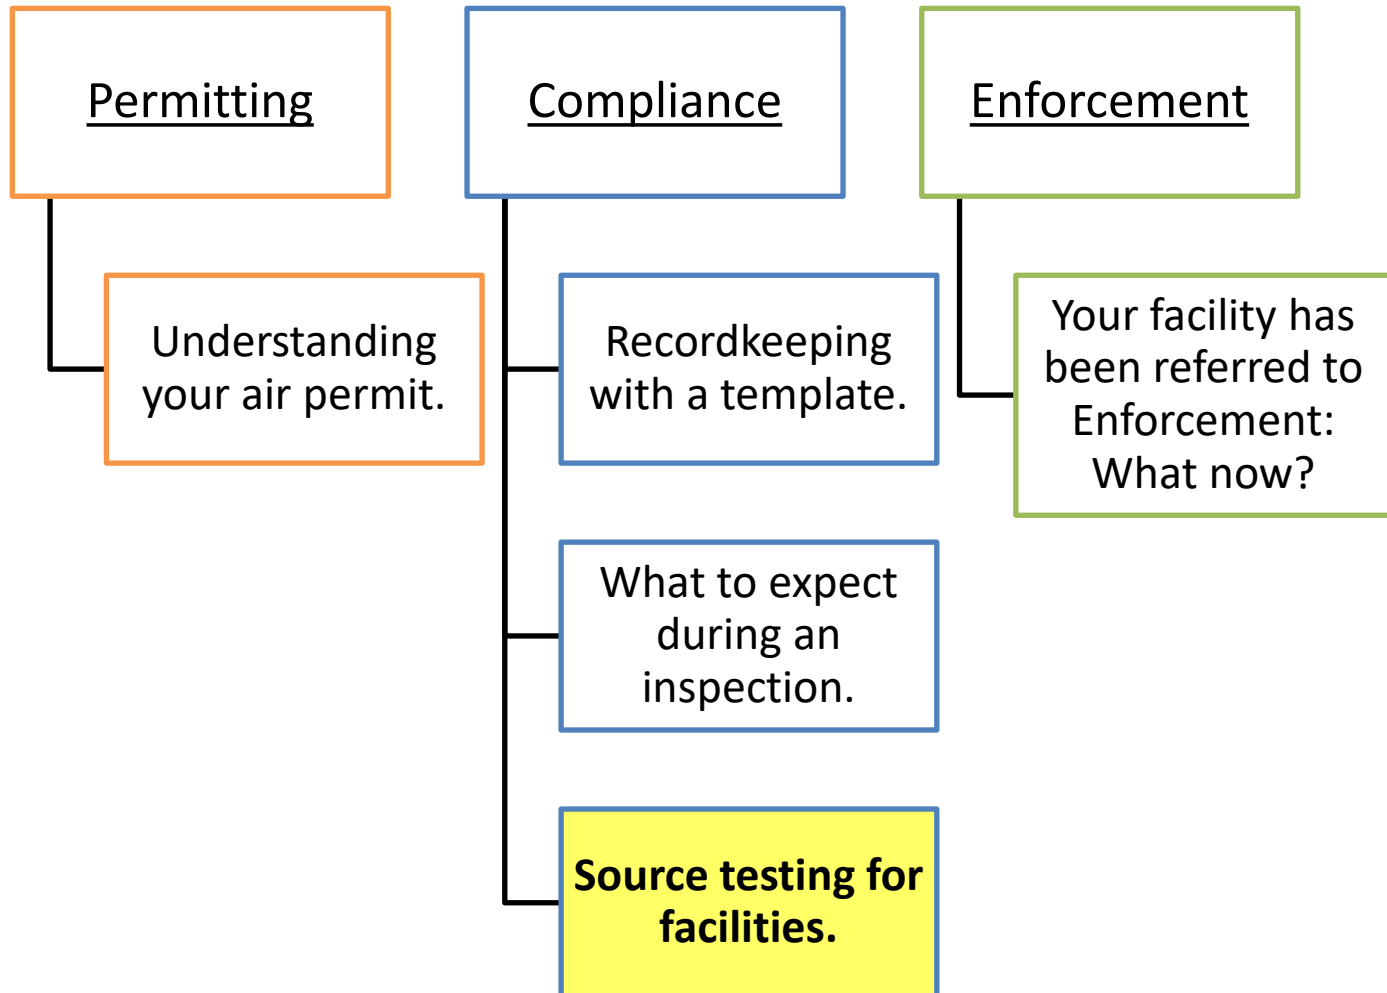 Permitting
Understanding
your air permit.
Compliance
Recordkeeping
with a template.
What to expect
during an
inspection.
Source testing for
facilities.
Enforcement
Your facility has
been referred to
Enforcement:
What now?